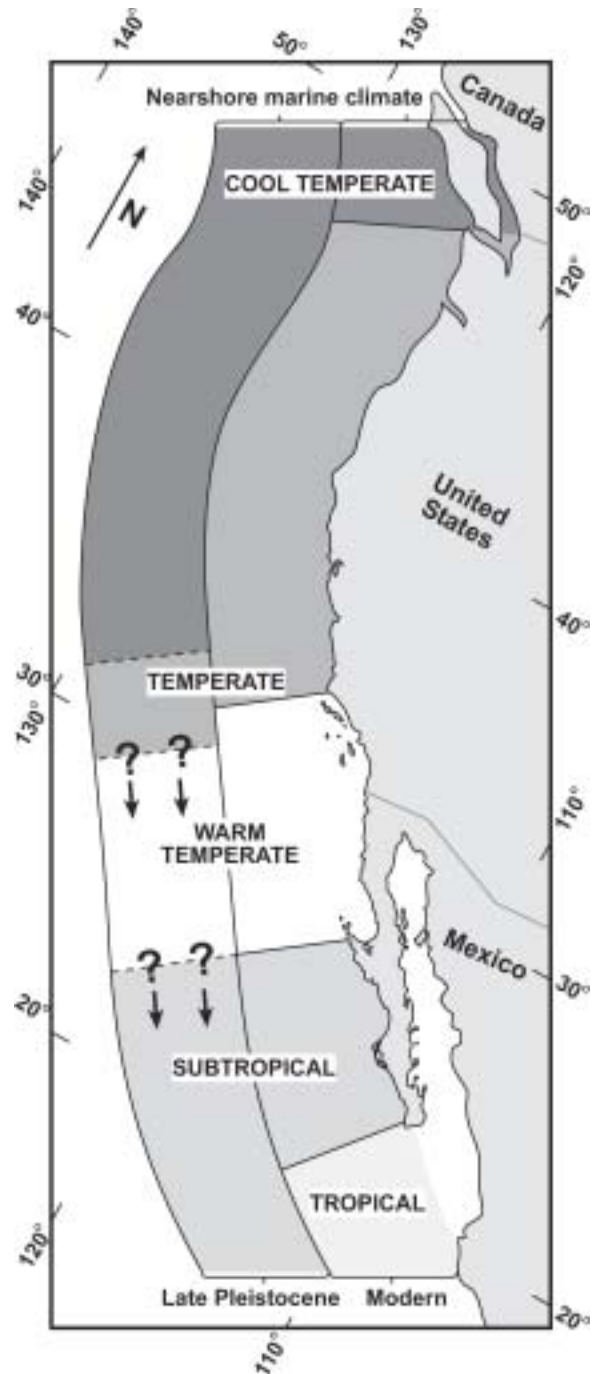 140°
50°
130°
Nearshore marine climate
Canada
COOL TEMPERATE
140°
N
50°
120°
40°
United
States
40°
30°
130°
TEMPERATE
? ?
110°
WARM
TEMPERATE
Mexico
? ?
30°
20°
SUBTROPICAL
TROPICAL
120°
Late Pleistocene Modern
20°
110°